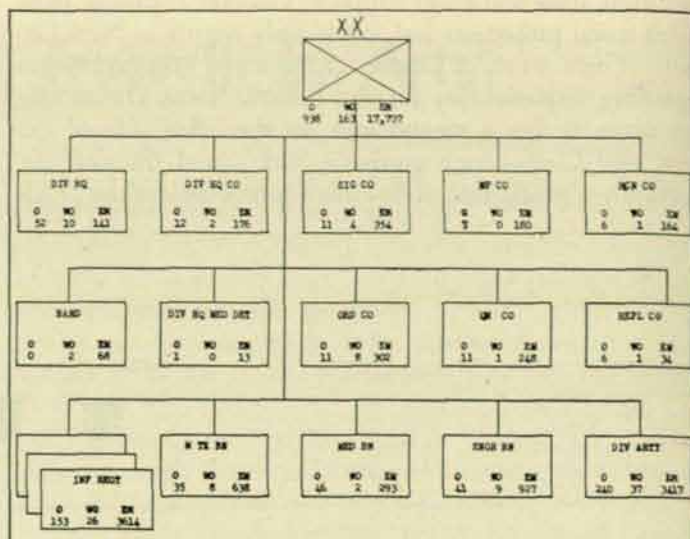 XX
O WO EM
938 163 17,797
DIV HQ
O WO EM
52 10 141
DIV HQ CO
O WO EM
12 2 176
SIG CO
O WO EM
11 4 354
MP CO
WO EM
0 180
RCN CO
O WO EM
6 1 164
BAND
O WO EM
0 2 68
DIV HQ MED DET
O WO EM
1 0 13
ORD CO
O WO EM
11 8 302
QM CO
O WO EM
11 1 248
REPL CO
O WO EM
6 1 34
INF REGT
O WO EM
153 26 3614
M TK BN
O WO EM
35 8 638
MED BN
O WO EM
46 2 293
ENGR BN
O WO EM
41 9 927
DIV ARTY
O WO EM
240 37 3417